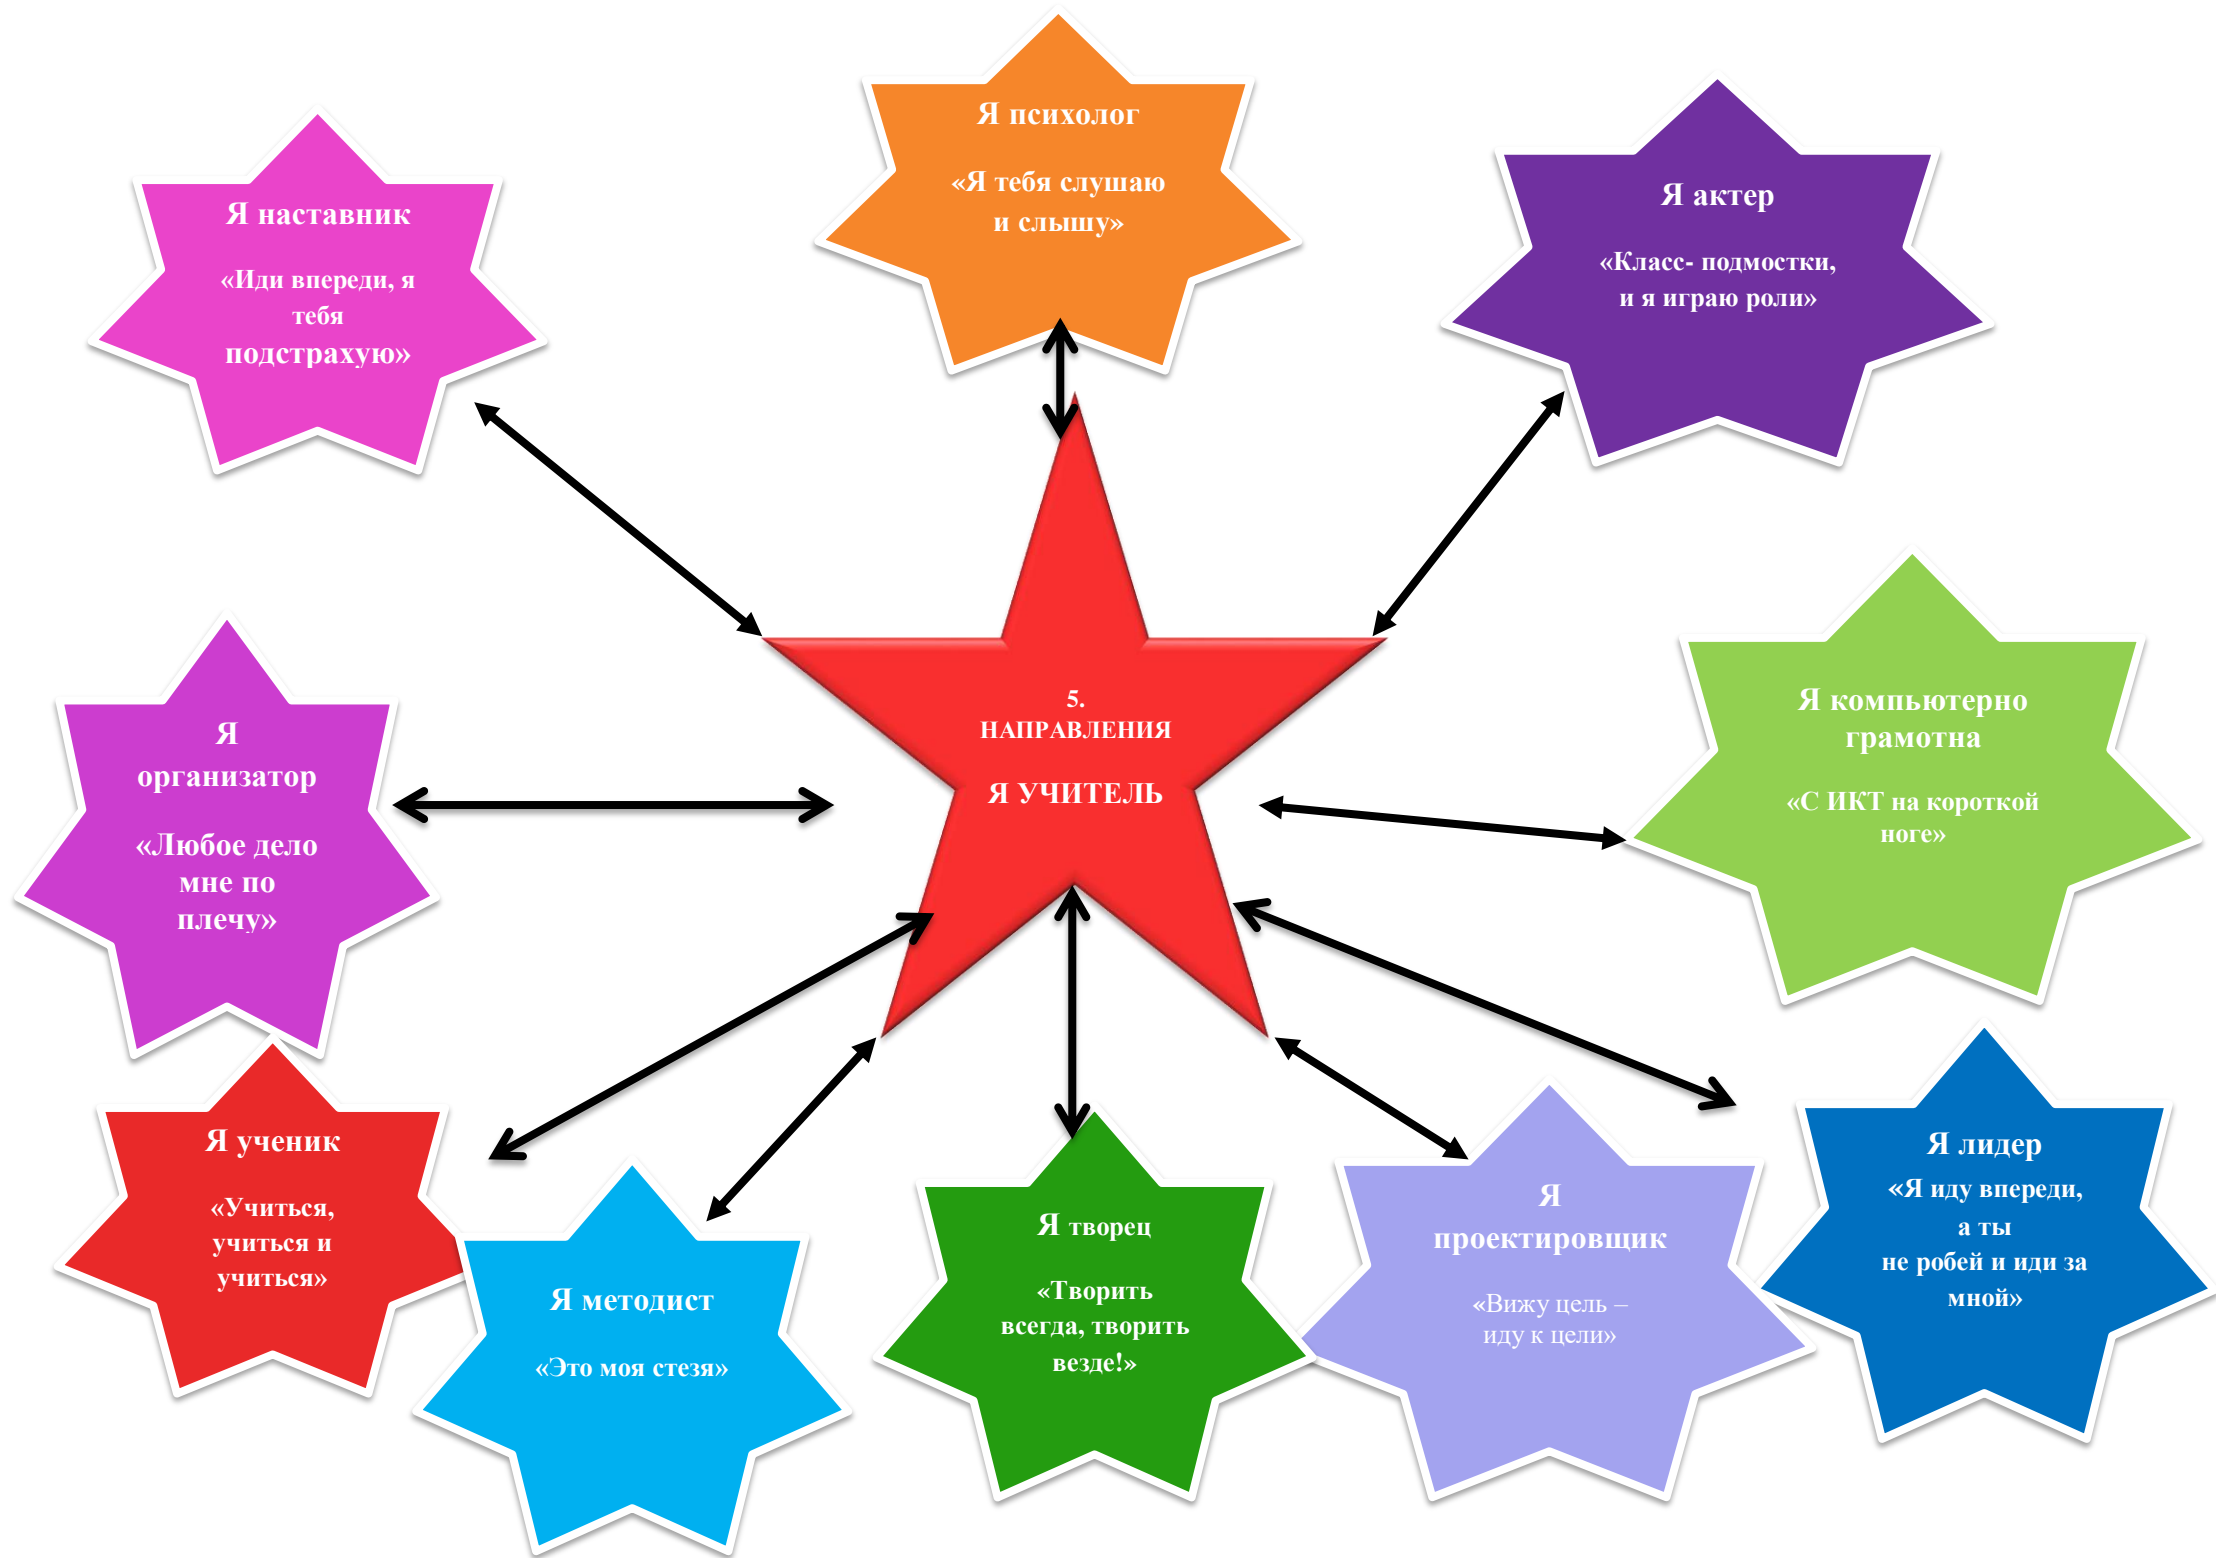 Я психолог
«Я тебя слушаю
и слышу»
Я наставник
«Иди впереди, я
тебя
подстрахую»
Я актер
«Класс- подмостки,
и я играю роли»
5.
НАПРАВЛЕНИЯ
Я УЧИТЕЛЬ
Я
организатор
«Любое дело
мне по
плечу»
Я компьютерно
грамотна
«С ИКТ на короткой
ноге»
Я ученик
«Учиться,
учиться и
учиться»
Я методист
«Это моя стезя»
Я творец
«Творить
всегда, творить
везде!»
Я
проектировщик
«Вижу цель –
иду к цели»
Я лидер
«Я иду впереди,
а ты
не робей и иди за
мной»